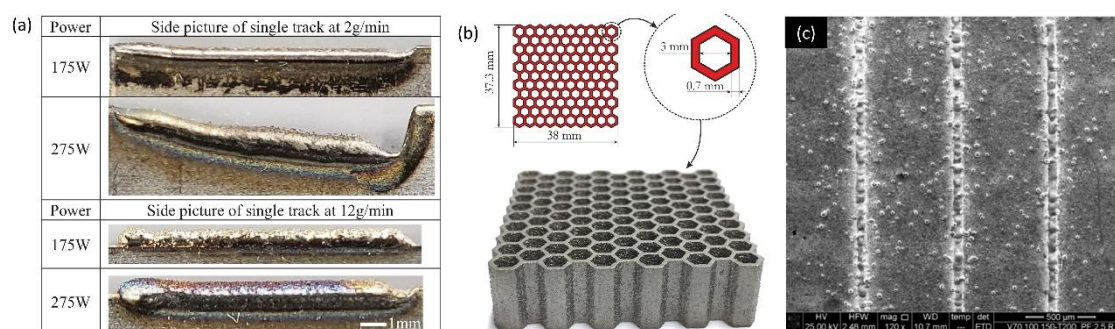 (a)
Power Side picture of single track at 2g/min
175W
275W
Power Side picture of single track at 12g/min
175W
275W
1mm
(b)
37.3 mm
38 mm
3 mm
0,7 mm
(c)
HV HFW mag WD temp det
25.00 kV 2.48 mm 120 x 10.7 mm ETD
500 µm